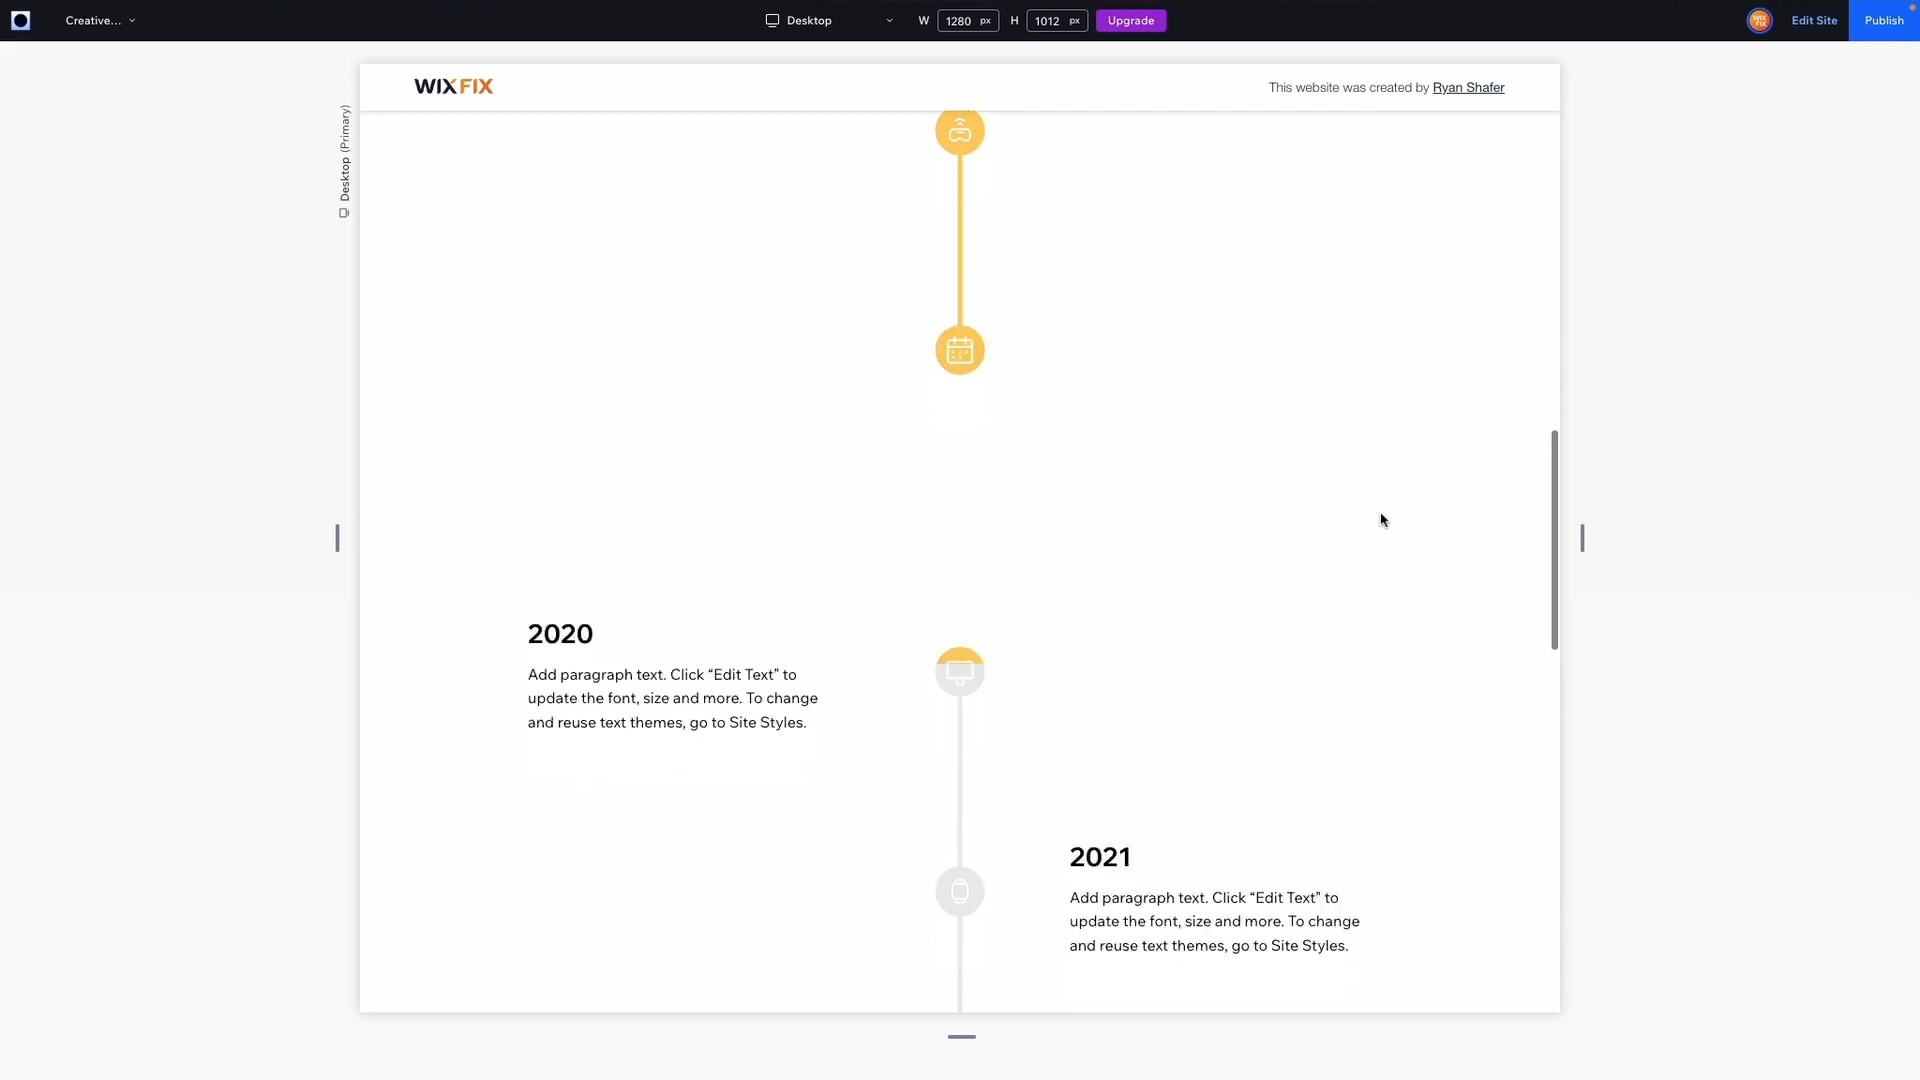 Creative...
Desktop
W 1280 px H 1012 px
Upgrade
WIX FIX
Edit Site
Publish
WIXFIX
This website was created by Ryan Shafer
Desktop (Primary)
2020
Add paragraph text. Click “Edit Text” to
update the font, size and more. To change
and reuse text themes, go to Site Styles.
2021
Add paragraph text. Click “Edit Text” to
update the font, size and more. To change
and reuse text themes, go to Site Styles.